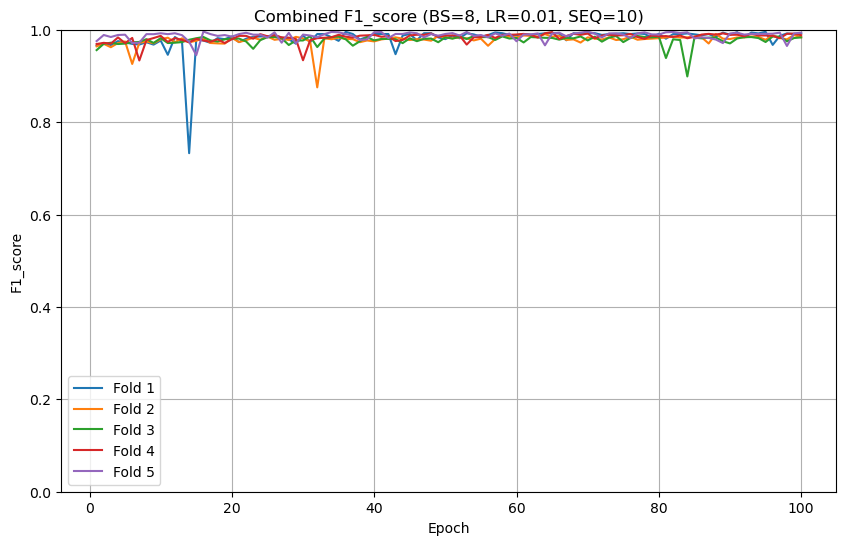 Combined F1_score (BS=8, LR=0.01, SEQ=10)
1.0
0.8
0.6
0.4
0.2
0.0
F1_score
Fold 1
Fold 2
Fold 3
Fold 4
Fold 5
0 20 40 60 80 100
Epoch